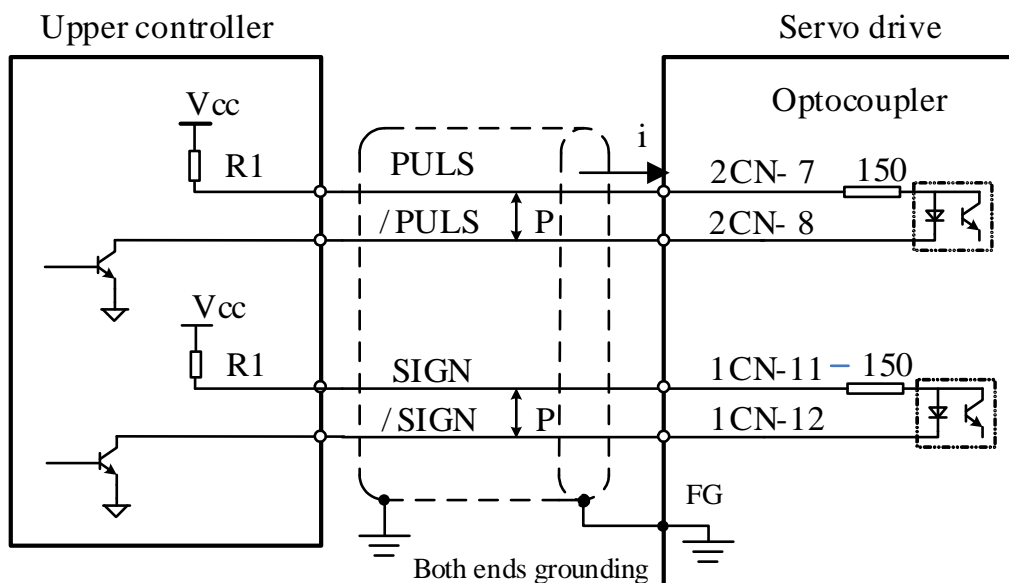 Upper controller
Servo drive
Optocoupler
Vcc
R1
PULS
i
2CN- 7
150
/PULS
P
2CN- 8
Vcc
R1
SIGN
1CN-11
150
/SIGN
P
1CN-12
FG
Both ends grounding